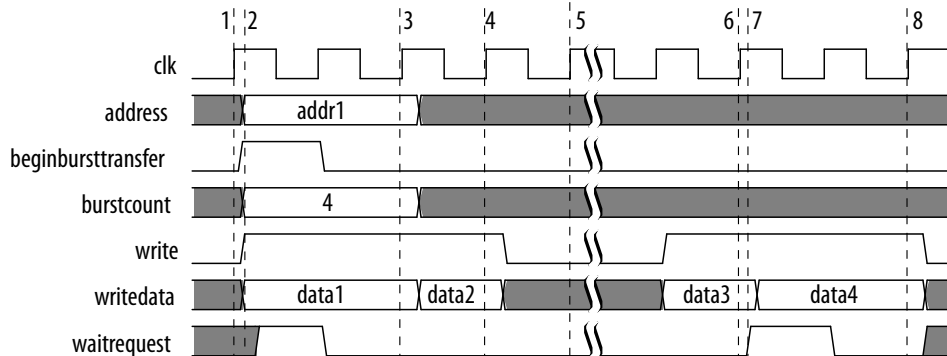 1 2 3 4 5 6 7 8
clk
address addr1
beginbursttransfer
burstcount 4
write
writedata data1 data2 data3 data4
waitrequest